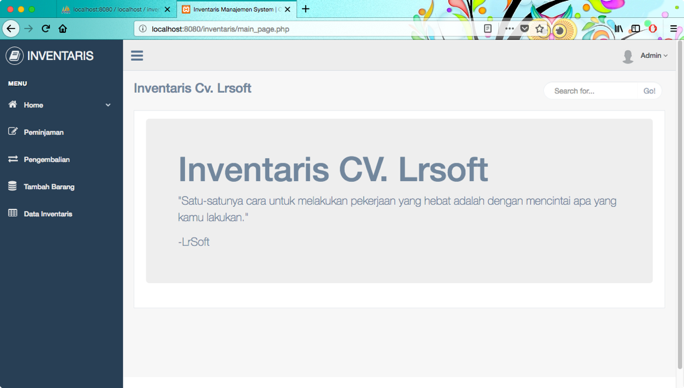 localhost:8080 / localhost / inve
Inventaris Manajemen System | C
localhost:8080/inventaris/main_page.php
INVENTARIS
Admin
MENU
Home
Peminjaman
Pengembalian
Tambah Barang
Data Inventaris
Inventaris Cv. Lrsoft
Search for...
Go!
Inventaris CV. Lrsoft
"Satu-satunya cara untuk melakukan pekerjaan yang hebat adalah dengan mencintai apa yang
kamu lakukan."
-LrSoft